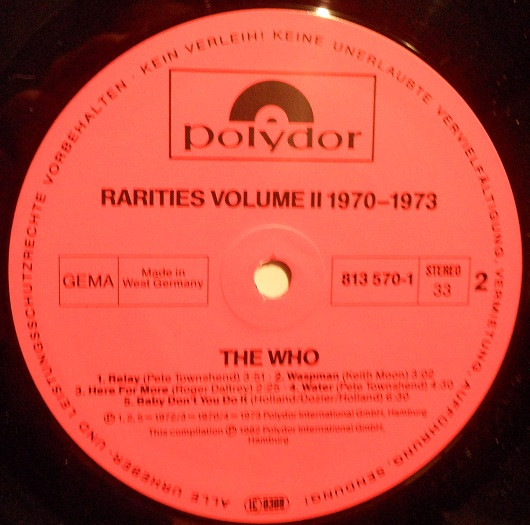 ALLE URHEBER- UND LEISTUNGSSCHUTZRECHTE VORBEHALTEN · KEIN VERLEIH! KEINE UNERLAUBTE VERVIELFÄLTIGUNG, VERMIETUNG, AUFFÜHRUNG, SENDUNG!
polydor
RARITIES VOLUME II 1970–1973
GEMA
Made in
West Germany
813 570-1
STEREO
33
2
THE WHO
1. Relay (Pete Townshend) 3:51 · 2. Waspman (Keith Moon) 3:02
3. Here For More (Roger Daltrey) 2:25 · 4. Water (Pete Townshend) 4:30
5. Baby Don't You Do It (Holland/Dozier/Holland) 6:30
Ⓟ 1, 2, 5 = 1972/3 = 1970/4 = 1973 Polydor International GmbH, Hamburg
This compilation Ⓟ 1982 Polydor International GmbH,
Hamburg
LC 0309